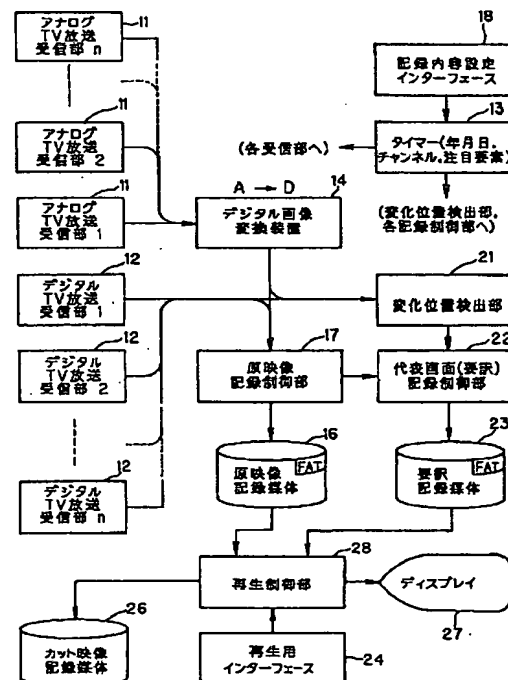 11
アナログ
TV放送
受信部 n
11
アナログ
TV放送
受信部 2
11
アナログ
TV放送
受信部 1
12
デジタル
TV放送
受信部 1
12
デジタル
TV放送
受信部 2
12
デジタル
TV放送
受信部 n
A → D
14
デジタル画像
変換装置
18
記録内容設定
インターフェース
13
タイマー(年月日,
チャンネル,注目要素)
(各受信部へ)
(変化位置検出部,
各記録制御部へ)
21
変化位置検出部
17
原映像
記録制御部
22
代表画面(要訳)
記録制御部
16
原映像
記録媒体
FAT
23
要訳
記録媒体
FAT
28
再生制御部
ディスプレイ
27
26
カット映像
記録媒体
再生用
インターフェース
24